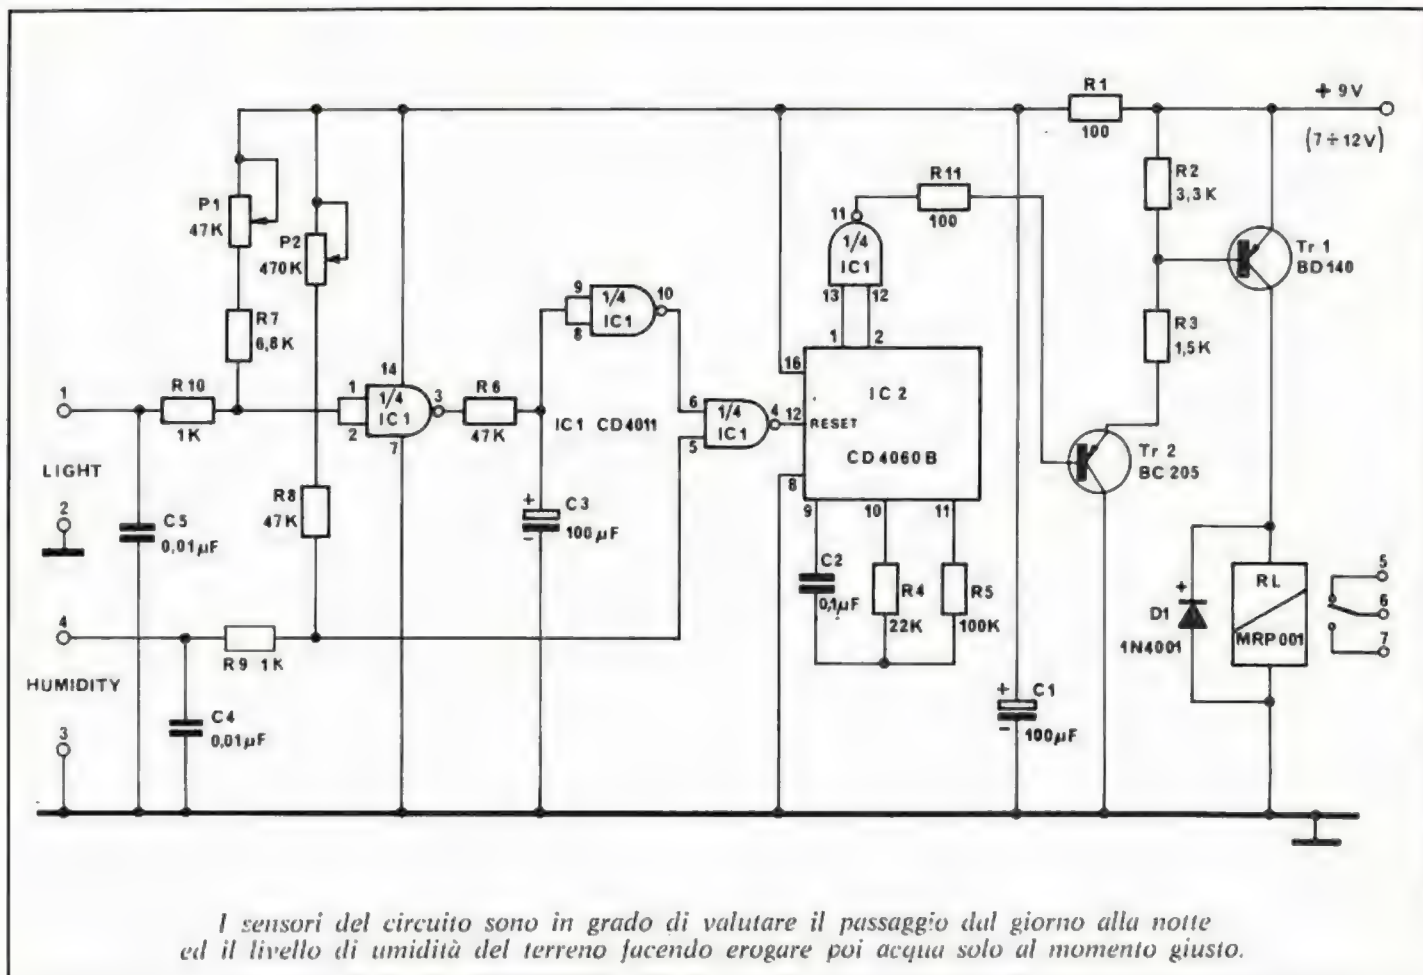 R1
100
+ 9V
(7 ÷ 12V)
R2
3,3K
R11
100
11
1/4
IC1
13
12
P1
47K
P2
470K
Tr 1
BD 140
9
8
1/4
IC1
10
R7
6,8K
R3
1,5K
14
1
2
16
1
R10
1K
1
2
1/4
IC1
3
7
R6
47K
IC1 CD4011
6
5
1/4
IC1
4
12
RESET
IC 2
CD 4060 B
8
Tr 2
BC 205
LIGHT
2
R8
47K
C5
0,01µF
+
C3
100µF
-
9
10
11
C2
0,1µF
R4
22K
R5
100K
+
D1
1N4001
RL
MRP001
5
6
7
4
R9 1K
HUMIDITY
3
C4
0,01µF
+
C1
100µF
-
I sensori del circuito sono in grado di valutare il passaggio dal giorno alla notte
ed il livello di umidità del terreno facendo erogare poi acqua solo al momento giusto.